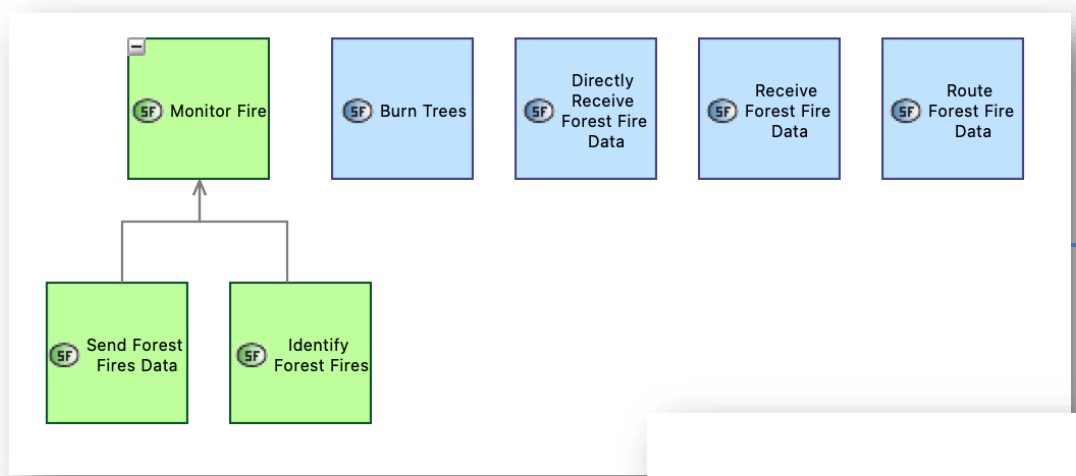 SF Monitor Fire
SF Burn Trees
Directly
Receive
SF Forest Fire
Data
Receive
SF Forest Fire
Data
Route
SF Forest Fire
Data
Send Forest
SF Fires Data
Identify
SF Forest Fires